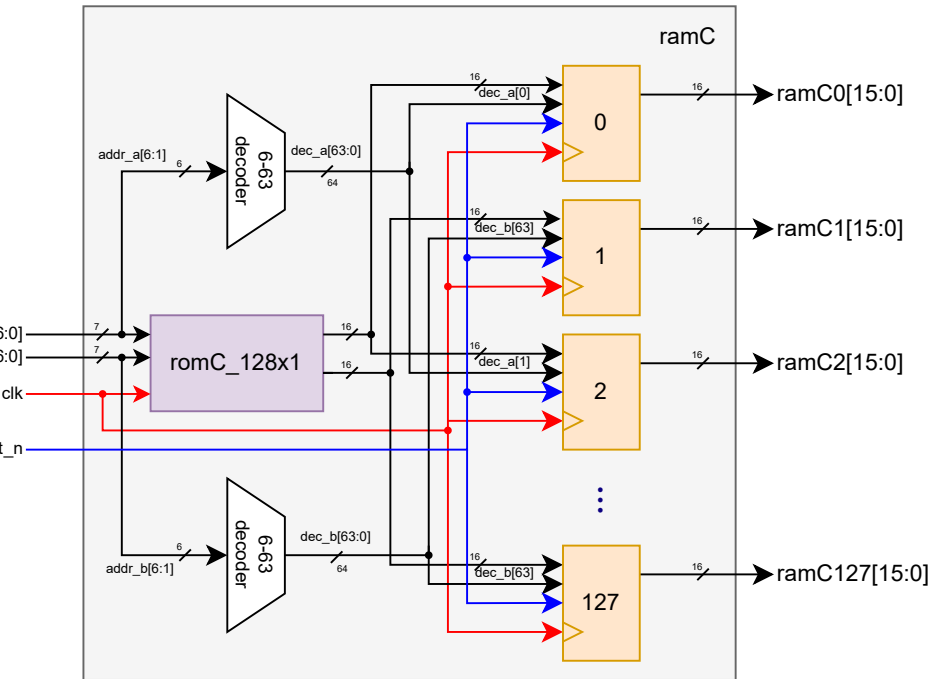 ramC
16
dec_a[0]
0
16
ramC0[15:0]
addr_a[6:1]
6
6-63
decoder
dec_a[63:0]
64
16
dec_b[63]
1
16
ramC1[15:0]
6:0]
7
6:0]
7
clk
t_n
romC_128x1
16
16
16
dec_a[1]
2
16
ramC2[15:0]
addr_b[6:1]
6
6-63
decoder
dec_b[63:0]
64
16
dec_b[63]
127
16
ramC127[15:0]